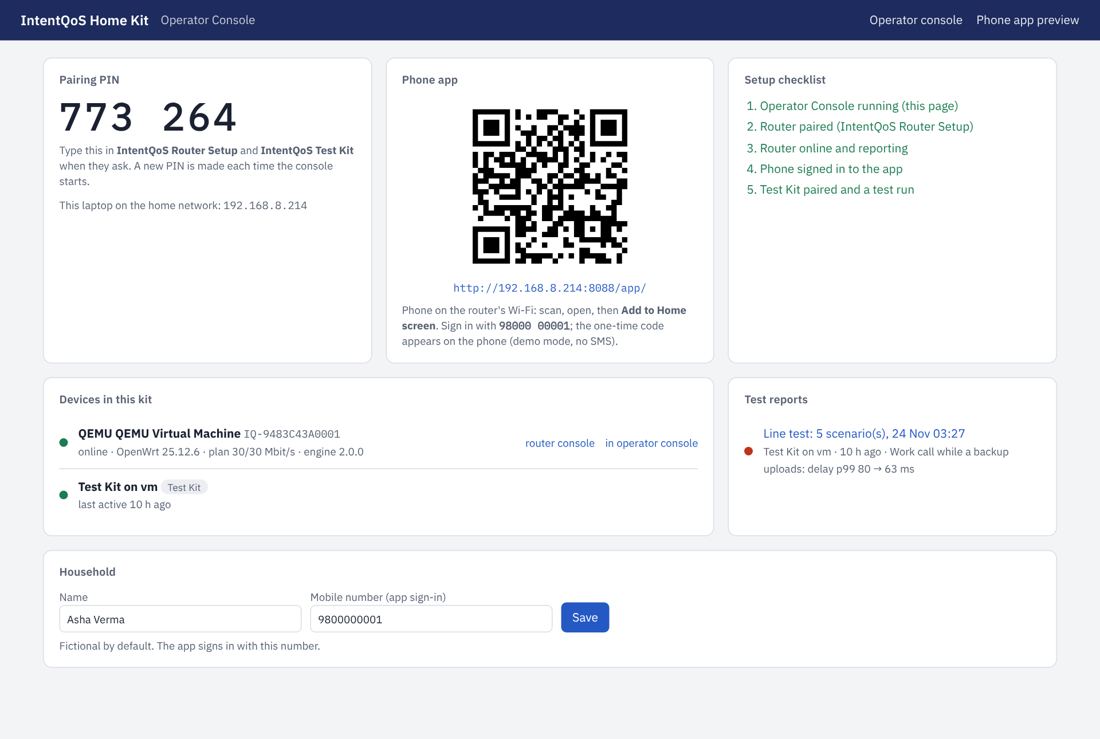 IntentQoS Home Kit Operator Console Operator console Phone app preview
Pairing PIN
773 264
Type this in IntentQoS Router Setup and IntentQoS Test Kit
when they ask. A new PIN is made each time the console
starts.
This laptop on the home network: 192.168.8.214
Phone app
http://192.168.8.214:8088/app/
Phone on the router's Wi-Fi: scan, open, then Add to Home
screen. Sign in with 98000 00001; the one-time code
appears on the phone (demo mode, no SMS).
Setup checklist
1. Operator Console running (this page)
2. Router paired (IntentQoS Router Setup)
3. Router online and reporting
4. Phone signed in to the app
5. Test Kit paired and a test run
Devices in this kit
QEMU QEMU Virtual Machine IQ-9483C43A0001
online · OpenWrt 25.12.6 · plan 30/30 Mbit/s · engine 2.0.0
router console in operator console
Test Kit on vm Test Kit
last active 10 h ago
Test reports
Line test: 5 scenario(s), 24 Nov 03:27
Test Kit on vm · 10 h ago · Work call while a backup
uploads: delay p99 80 → 63 ms
Household
Name Mobile number (app sign-in)
Asha Verma 9800000001 Save
Fictional by default. The app signs in with this number.